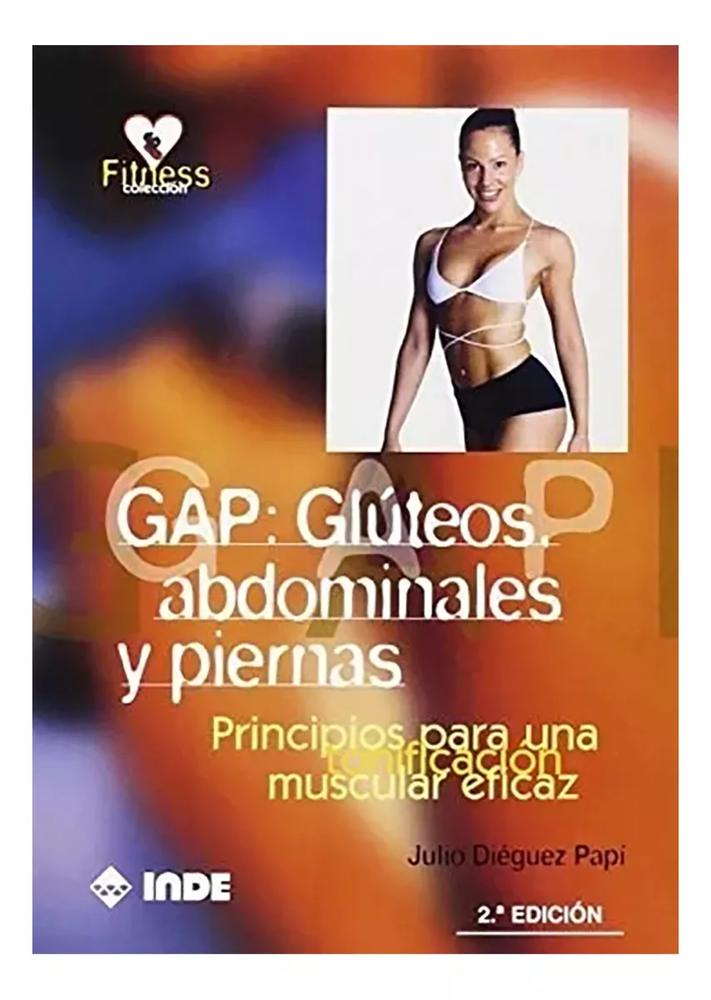 Fitness
colección
GAP
GAP
GAP: Glúteos,
abdominales
y piernas
Principios para una
tonificación
muscular eficaz
Julio Diéguez Papí
INDE
2.ª EDICIÓN